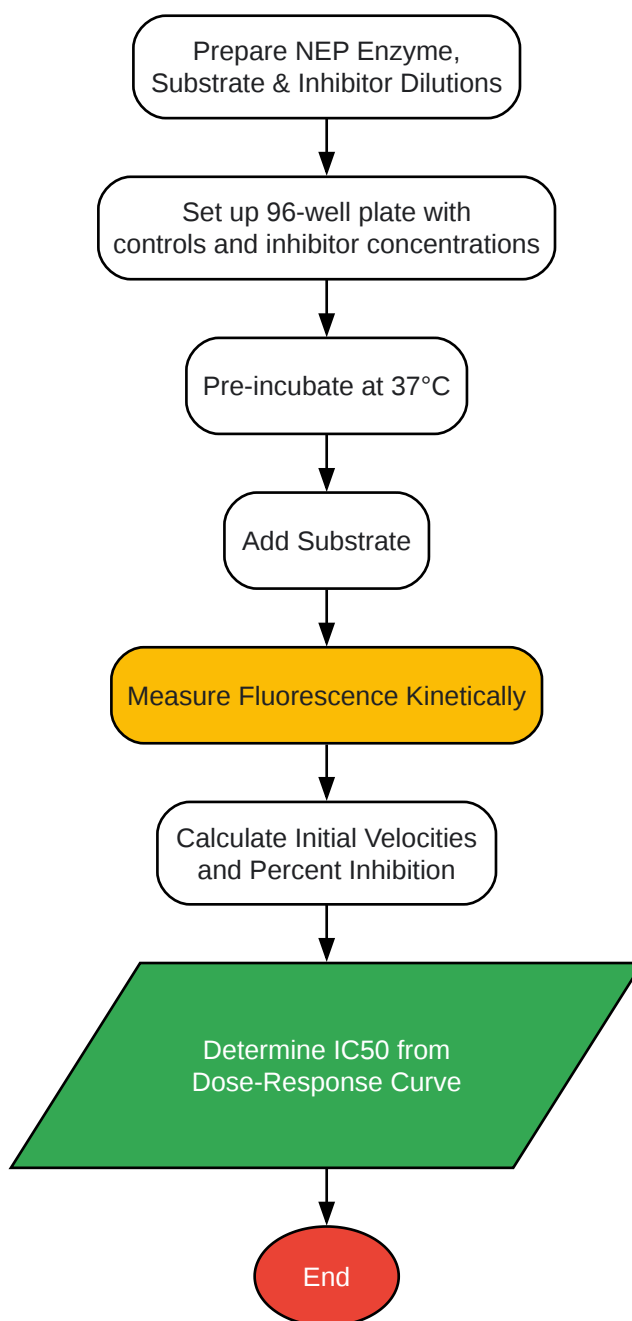 Prepare NEP Enzyme,
Substrate & Inhibitor Dilutions
Set up 96-well plate with
controls and inhibitor concentrations
Pre-incubate at 37°C
Add Substrate
Measure Fluorescence Kinetically
Calculate Initial Velocities
and Percent Inhibition
Determine IC50 from
Dose-Response Curve
End